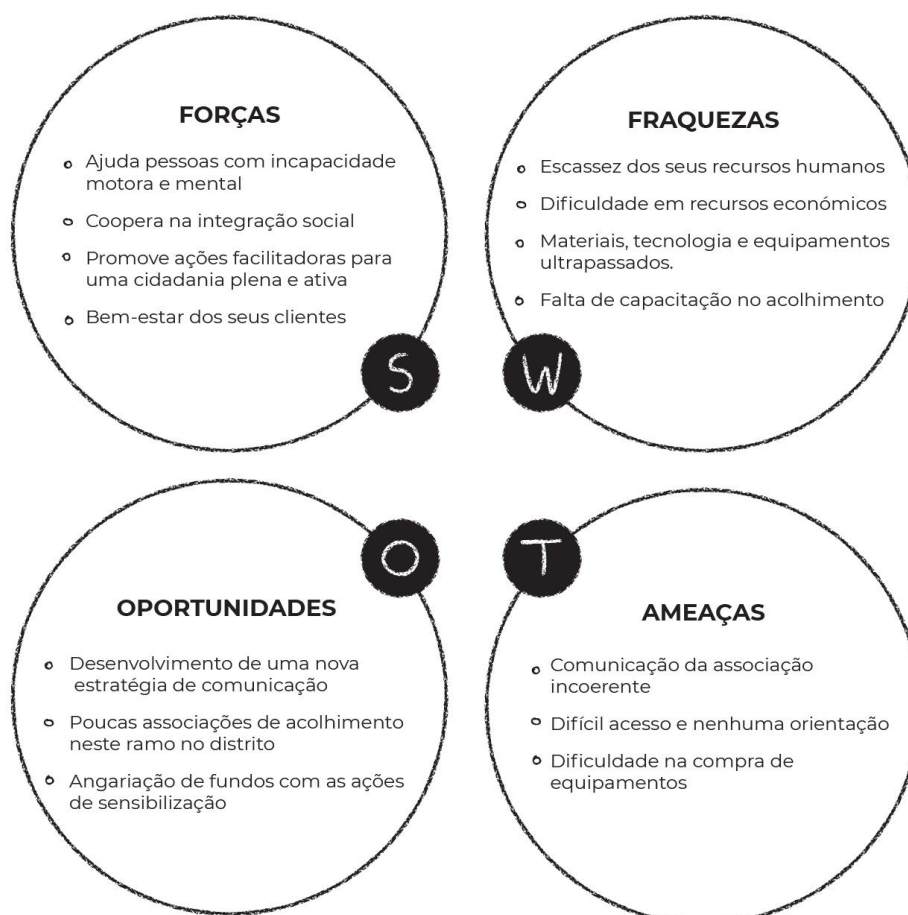 FORÇAS
Ajuda pessoas com incapacidade
motora e mental
Coopera na integração social
Promove ações facilitadoras para
uma cidadania plena e ativa
Bem-estar dos seus clientes
S
FRAQUEZAS
Escassez dos seus recursos humanos
Dificuldade em recursos económicos
Materiais, tecnologia e equipamentos
ultrapassados.
Falta de capacitação no acolhimento
W
O
OPORTUNIDADES
Desenvolvimento de uma nova
estratégia de comunicação
Poucas associações de acolhimento
neste ramo no distrito
Angariação de fundos com as ações
de sensibilização
T
AMEAÇAS
Comunicação da associação
incoerente
Difícil acesso e nenhuma orientação
Dificuldade na compra de
equipamentos